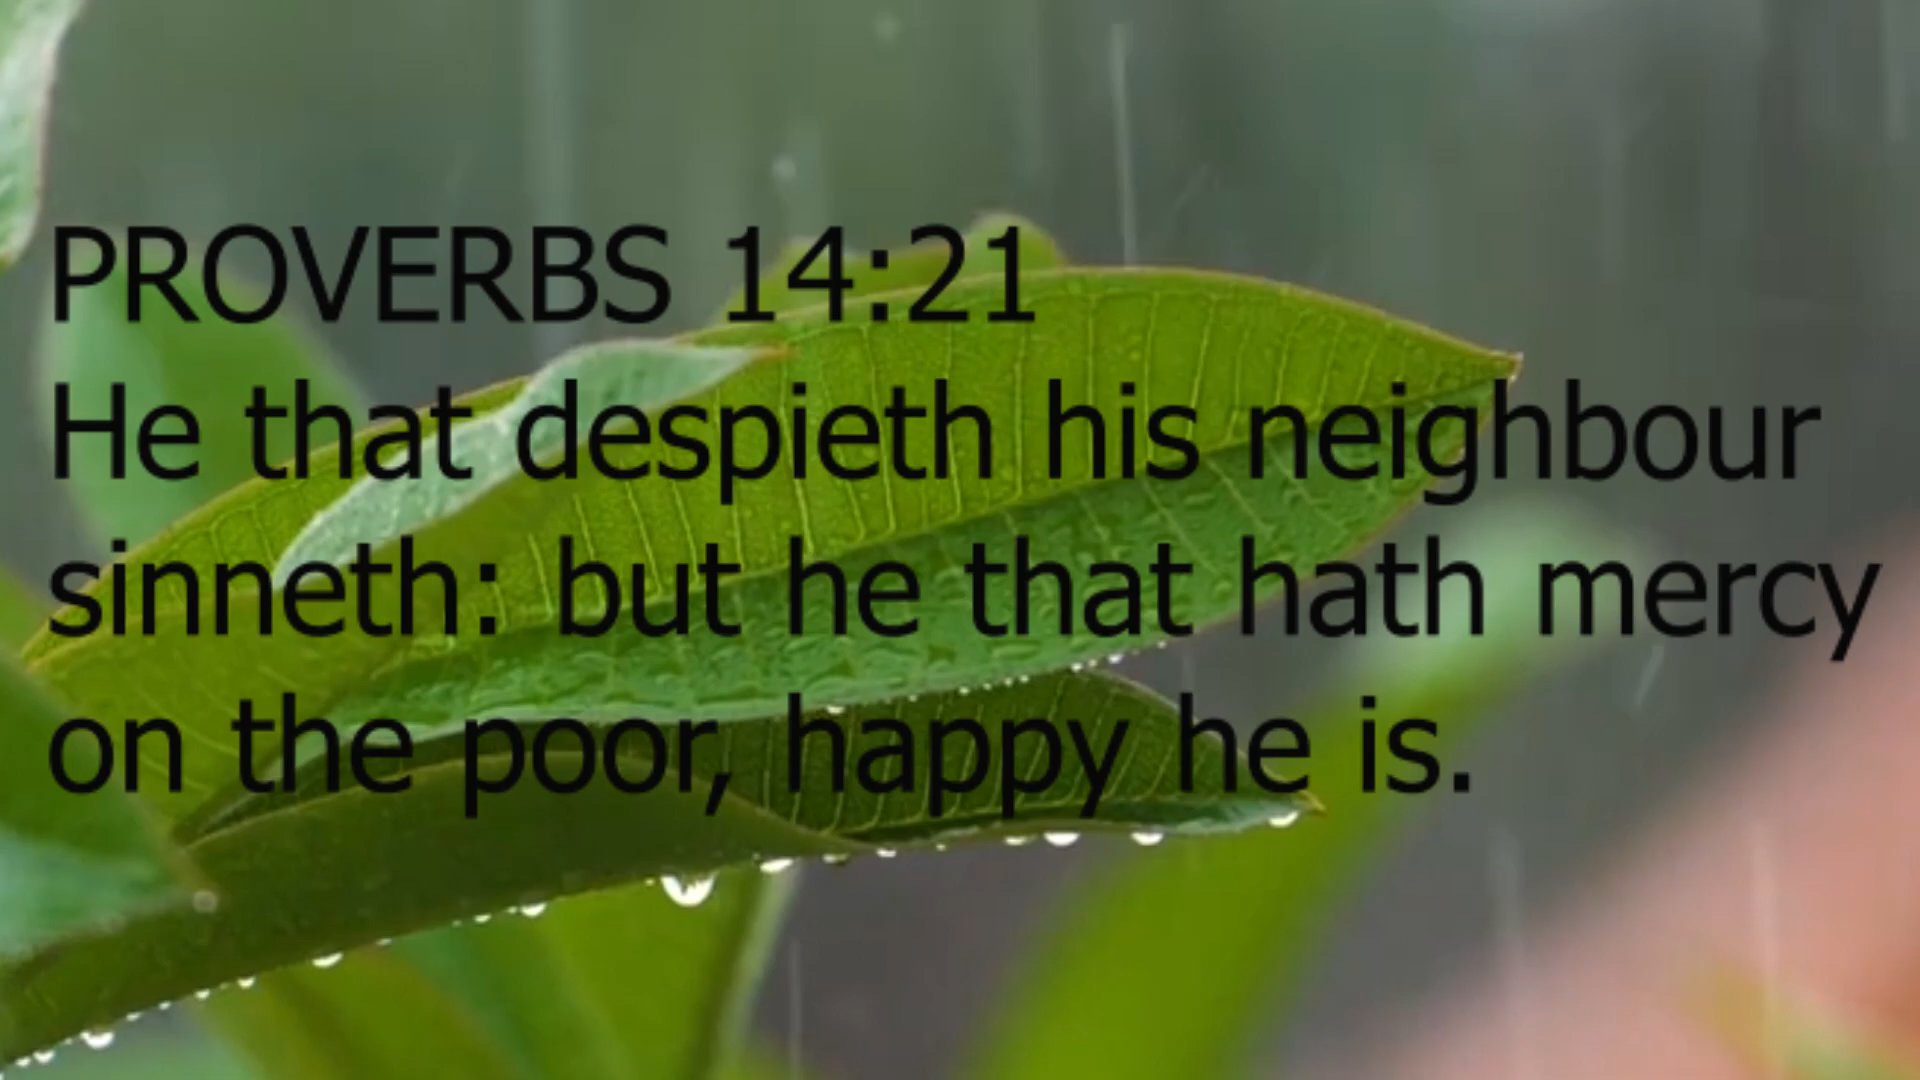 PROVERBS 14:21
He that despieth his neighbour
sinneth: but he that hath mercy
on the poor, happy he is.